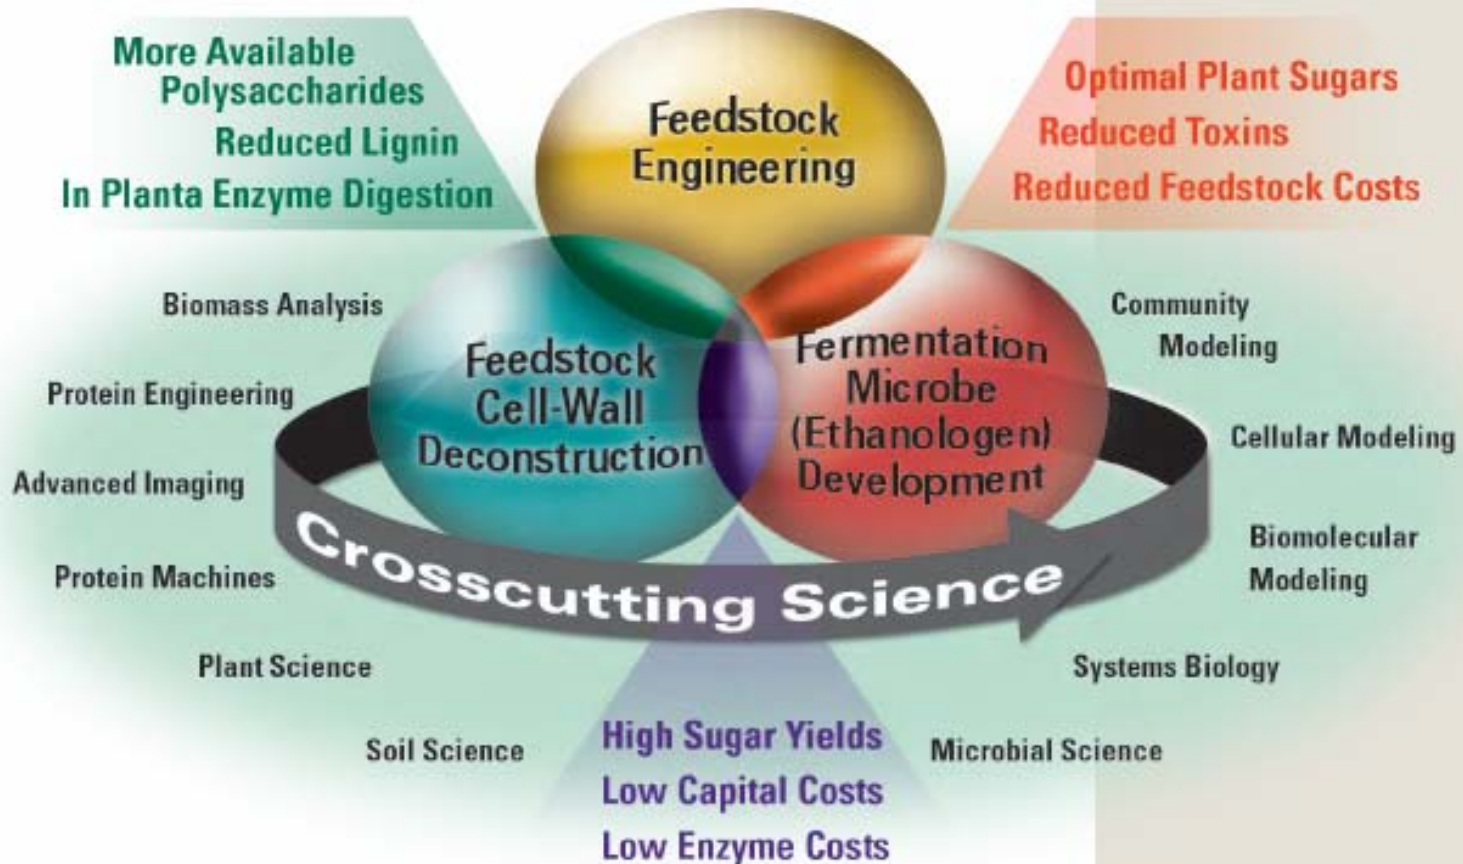 More Available
Polysaccharides
Reduced Lignin
In Planta Enzyme Digestion
Feedstock
Engineering
Optimal Plant Sugars
Reduced Toxins
Reduced Feedstock Costs
Biomass Analysis
Protein Engineering
Advanced Imaging
Protein Machines
Plant Science
Soil Science
Feedstock
Cell-Wall
Deconstruction
Fermentation
Microbe
(Ethanologen)
Development
Community
Modeling
Cellular Modeling
Biomolecular
Modeling
Systems Biology
Microbial Science
Crosscutting Science
High Sugar Yields
Low Capital Costs
Low Enzyme Costs